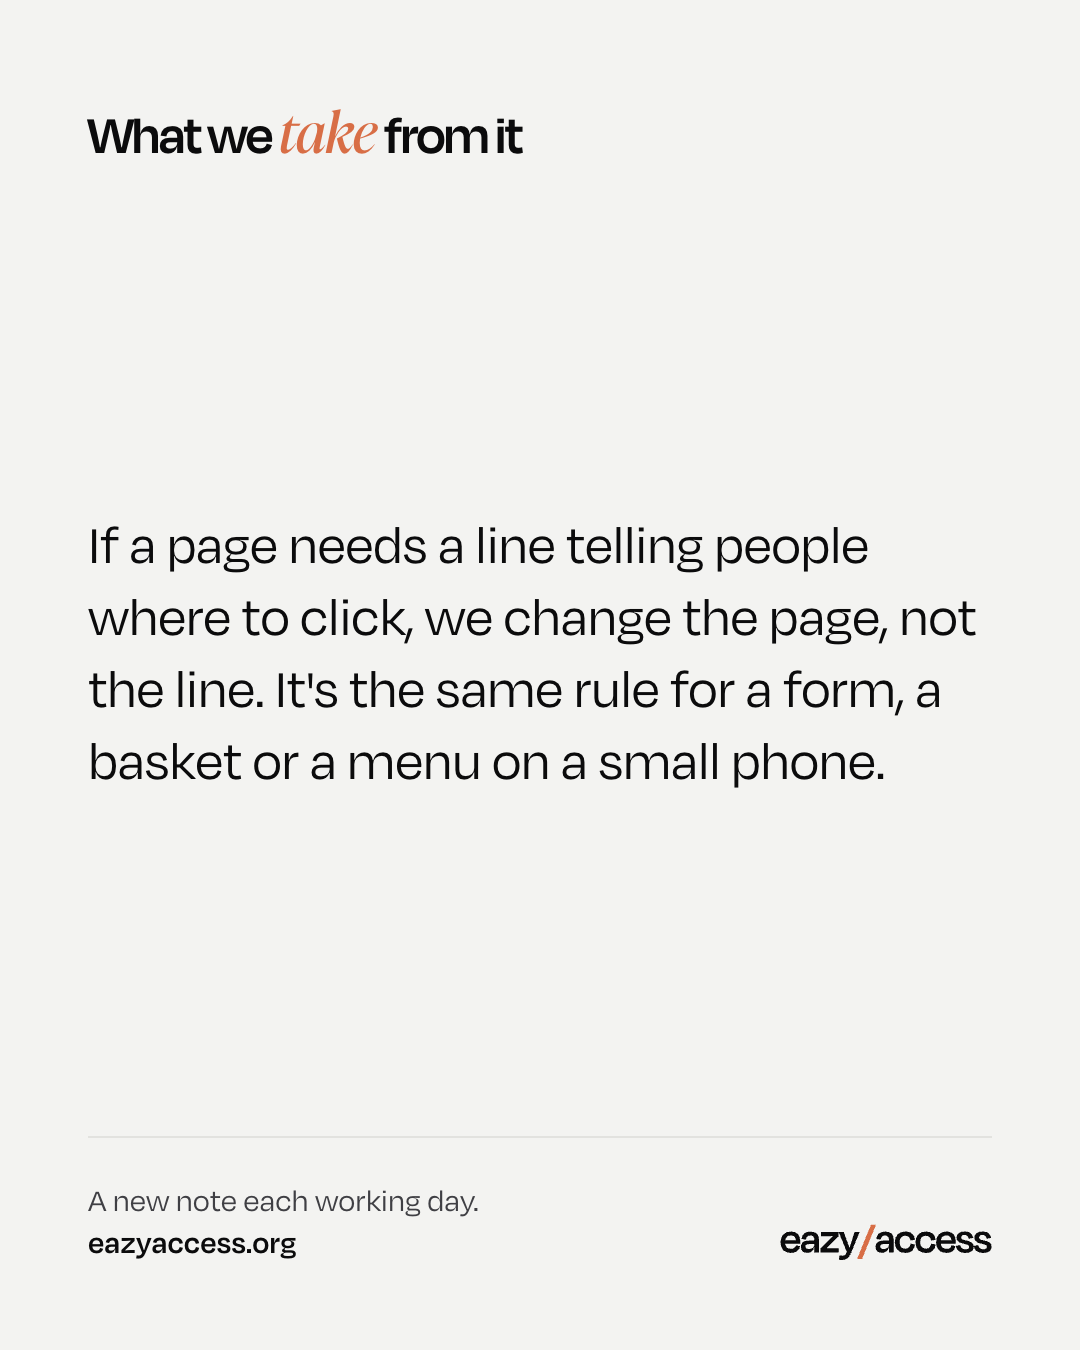 What we take from it
If a page needs a line telling people
where to click, we change the page, not
the line. It's the same rule for a form, a
basket or a menu on a small phone.
A new note each working day.
eazyaccess.org
eazy/access